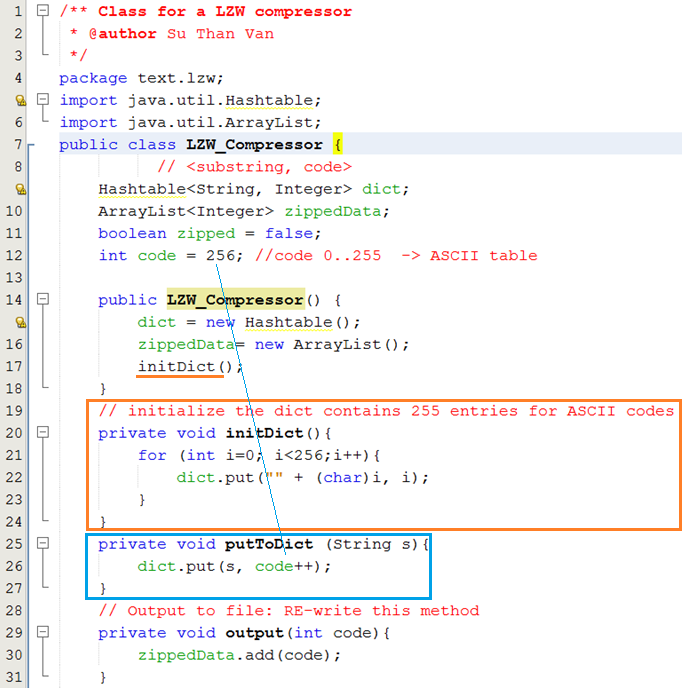 1 /** Class for a LZW compressor
2 * @author Su Than Van
3 */
4 package text.lzw;
import java.util.Hashtable;
6 import java.util.ArrayList;
7 public class LZW_Compressor {
8 // <substring, code>
Hashtable<String, Integer> dict;
10 ArrayList<Integer> zippedData;
11 boolean zipped = false;
12 int code = 256; //code 0..255  -> ASCII table
13
14 public LZW_Compressor() {
dict = new Hashtable();
16 zippedData= new ArrayList();
17 initDict();
18 }
19 // initialize the dict contains 255 entries for ASCII codes
20 private void initDict(){
21 for (int i=0; i<256;i++){
22 dict.put("" + (char)i, i);
23 }
24 }
25 private void putToDict (String s){
26 dict.put(s, code++);
27 }
28 // Output to file: RE-write this method
29 private void output(int code){
30 zippedData.add(code);
31 }